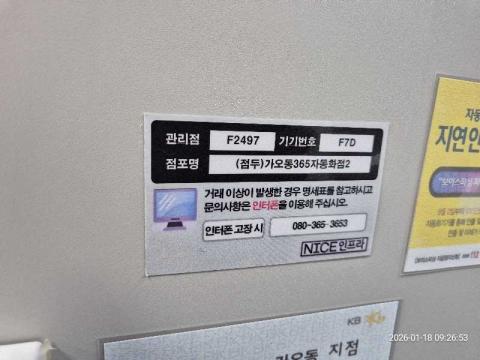 관리점 F2497 기기번호 F7D
점포명 (점두)가오동365자동화점2
거래 이상이 발생한 경우 명세표를 참고하시고
문의사항은 인터폰을 이용해 주십시오.
인터폰 고장 시 080-365-3653
NICE인프라
자동
지연인
KB
가오동 지점
2026-01-18 09:26:53